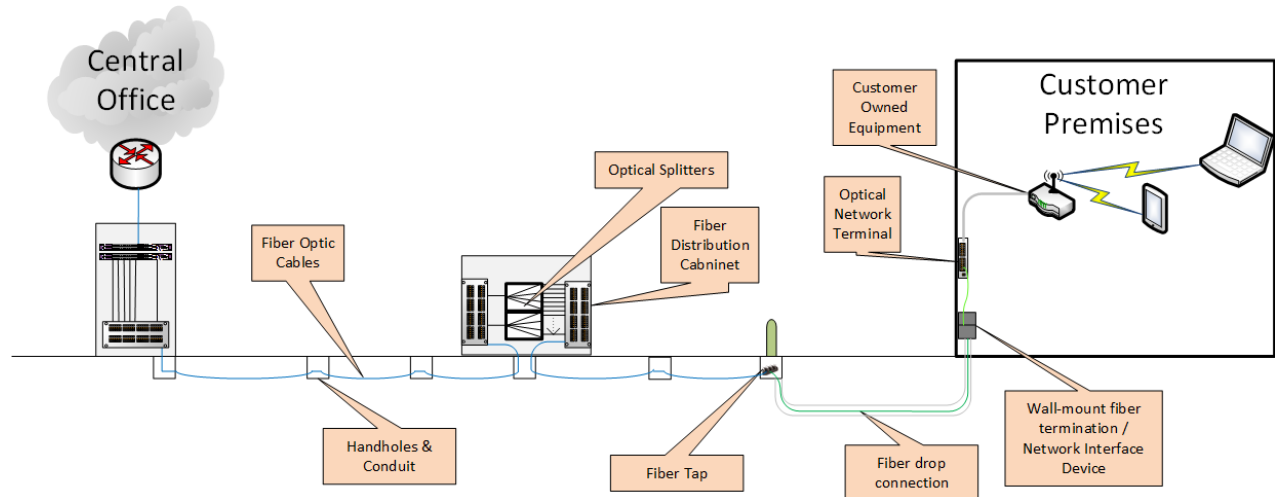 Central
Office
Customer
Owned
Equipment
Customer
Premises
Optical Splitters
Optical
Network
Terminal
Fiber Optic
Cables
Fiber
Distribution
Cabninet
Handholes &
Conduit
Fiber Tap
Fiber drop
connection
Wall-mount fiber
termination /
Network Interface
Device